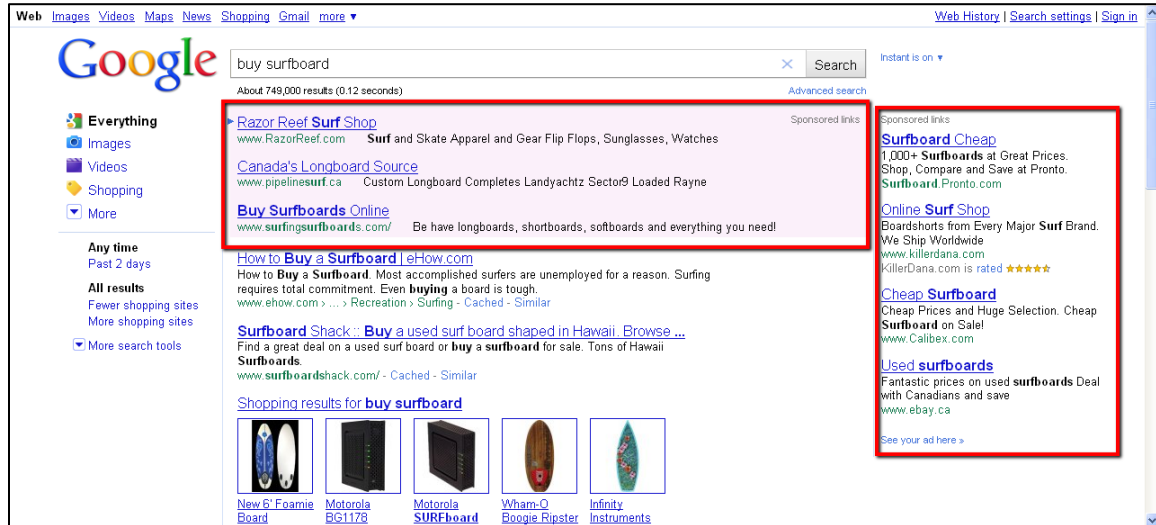 Web Images Videos Maps News Shopping Gmail more ▼
Web History | Search settings | Sign in
Google
buy surfboard
Search
Instant is on ▼
About 749,000 results (0.12 seconds)
Advanced search
Everything
Images
Videos
Shopping
More
Any time
Past 2 days
All results
Fewer shopping sites
More shopping sites
More search tools
Razor Reef Surf Shop
Sponsored links
www.RazorReef.com Surf and Skate Apparel and Gear Flip Flops, Sunglasses, Watches
Canada's Longboard Source
www.pipelinesurf.ca Custom Longboard Completes Landyachtz Sector9 Loaded Rayne
Buy Surfboards Online
www.surfingsurfboards.com/ Be have longboards, shortboards, softboards and everything you need!
How to Buy a Surfboard | eHow.com
How to Buy a Surfboard. Most accomplished surfers are unemployed for a reason. Surfing
requires total commitment. Even buying a board is tough.
www.ehow.com › ... › Recreation › Surfing - Cached - Similar
Surfboard Shack :: Buy a used surf board shaped in Hawaii. Browse ...
Find a great deal on a used surf board or buy a surfboard for sale. Tons of Hawaii
Surfboards.
www.surfboardshack.com/ - Cached - Similar
Shopping results for buy surfboard
New 6' Foamie
Board
Motorola
BG1178
Motorola
SURFboard
Wham-O
Boogie Ripster
Infinity
Instruments
Sponsored links
Surfboard Cheap
1,000+ Surfboards at Great Prices.
Shop, Compare and Save at Pronto.
Surfboard.Pronto.com
Online Surf Shop
Boardshorts from Every Major Surf Brand.
We Ship Worldwide
www.killerdana.com
KillerDana.com is rated ★★★★★
Cheap Surfboard
Cheap Prices and Huge Selection. Cheap
Surfboard on Sale!
www.Calibex.com
Used surfboards
Fantastic prices on used surfboards Deal
with Canadians and save
www.ebay.ca
See your ad here »